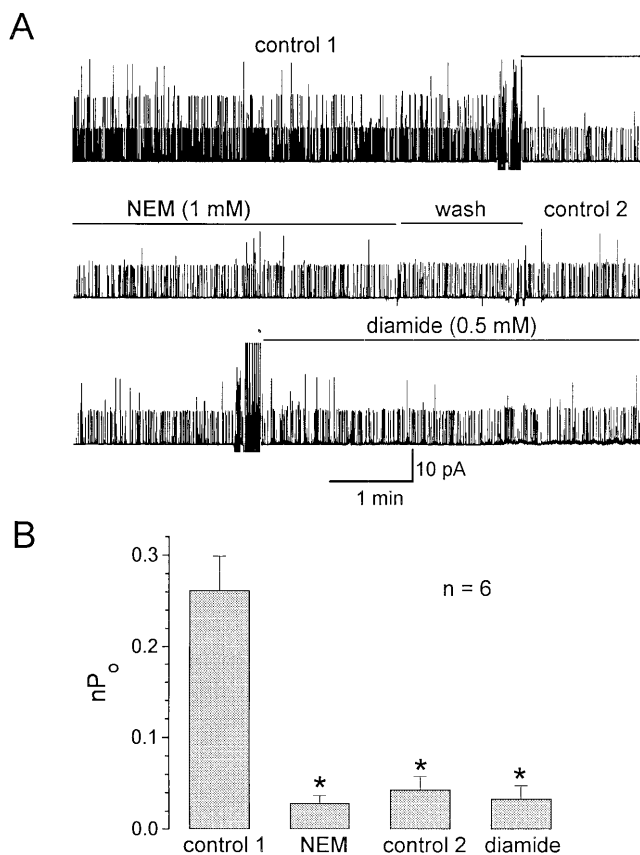 A
control 1
NEM (1 mM)
wash
control 2
diamide (0.5 mM)
10 pA
1 min
B
0.3
n = 6
0.2
nPo
0.1
* * *
0.0
control 1 NEM control 2 diamide